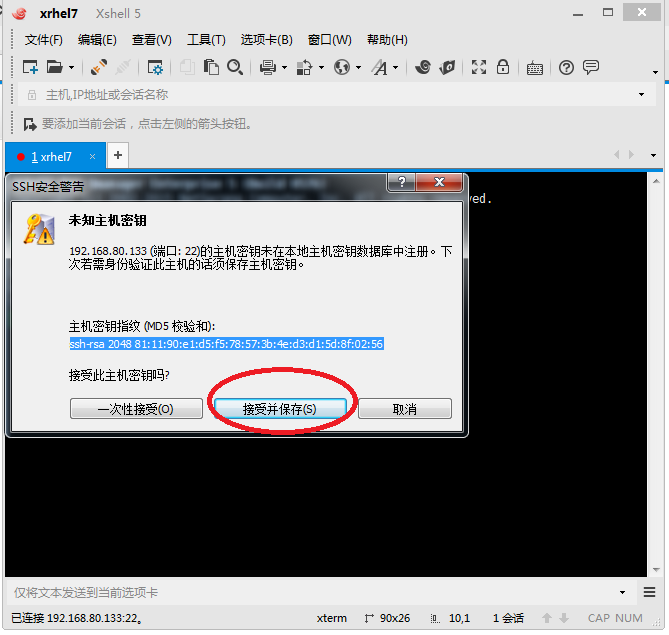 xrhel7 Xshell 5
文件(F) 编辑(E) 查看(V) 工具(T) 选项卡(B) 窗口(W) 帮助(H)
主机,IP地址或会话名称
要添加当前会话，点击左侧的箭头按钮。
1 xrhel7 × +
SSH安全警告
ved.
未知主机密钥
192.168.80.133 (端口: 22)的主机密钥未在本地主机密钥数据库中注册。下
次若需身份验证此主机的话须保存主机密钥。
主机密钥指纹 (MD5 校验和):
ssh-rsa 2048 81:11:90:e1:d5:f5:78:57:3b:4e:d3:d1:5d:8f:02:56
接受此主机密钥吗?
一次性接受(O) 接受并保存(S) 取消
仅将文本发送到当前选项卡
已连接 192.168.80.133:22。 xterm 90x26 10,1 1 会话 CAP NUM